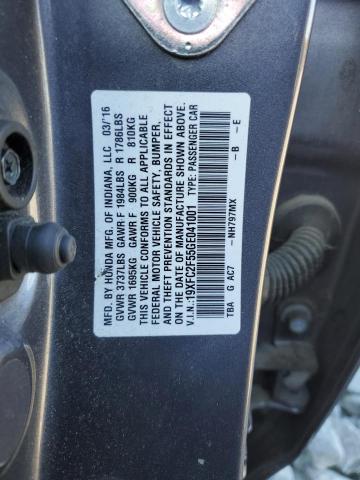 MFG. BY HONDA MFG. OF INDIANA, LLC 03/16
GVWR 3737LBS GAWR F 1984LBS R 1786LBS
GVWR 1695KG GAWR F 900KG R 810KG
THIS VEHICLE CONFORMS TO ALL APPLICABLE
FEDERAL MOTOR VEHICLE SAFETY, BUMPER,
AND THEFT PREVENTION STANDARDS IN EFFECT
ON THE DATE OF MANUFACTURE SHOWN ABOVE.
V.I.N.:19XFC2F55GE041001 TYPE: PASSENGER CAR
TBA G AC7 -NH797MX -B -E